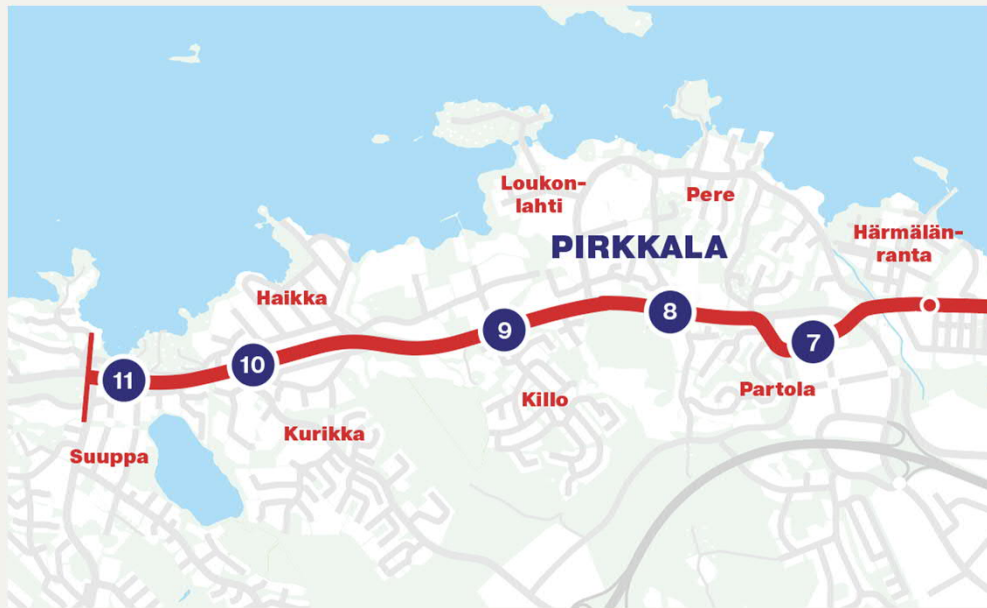 Loukon-
lahti
Pere
PIRKKALA
Härmälän-
ranta
Haikka
8
9
7
10
11
Partola
Killo
Kurikka
Suuppa